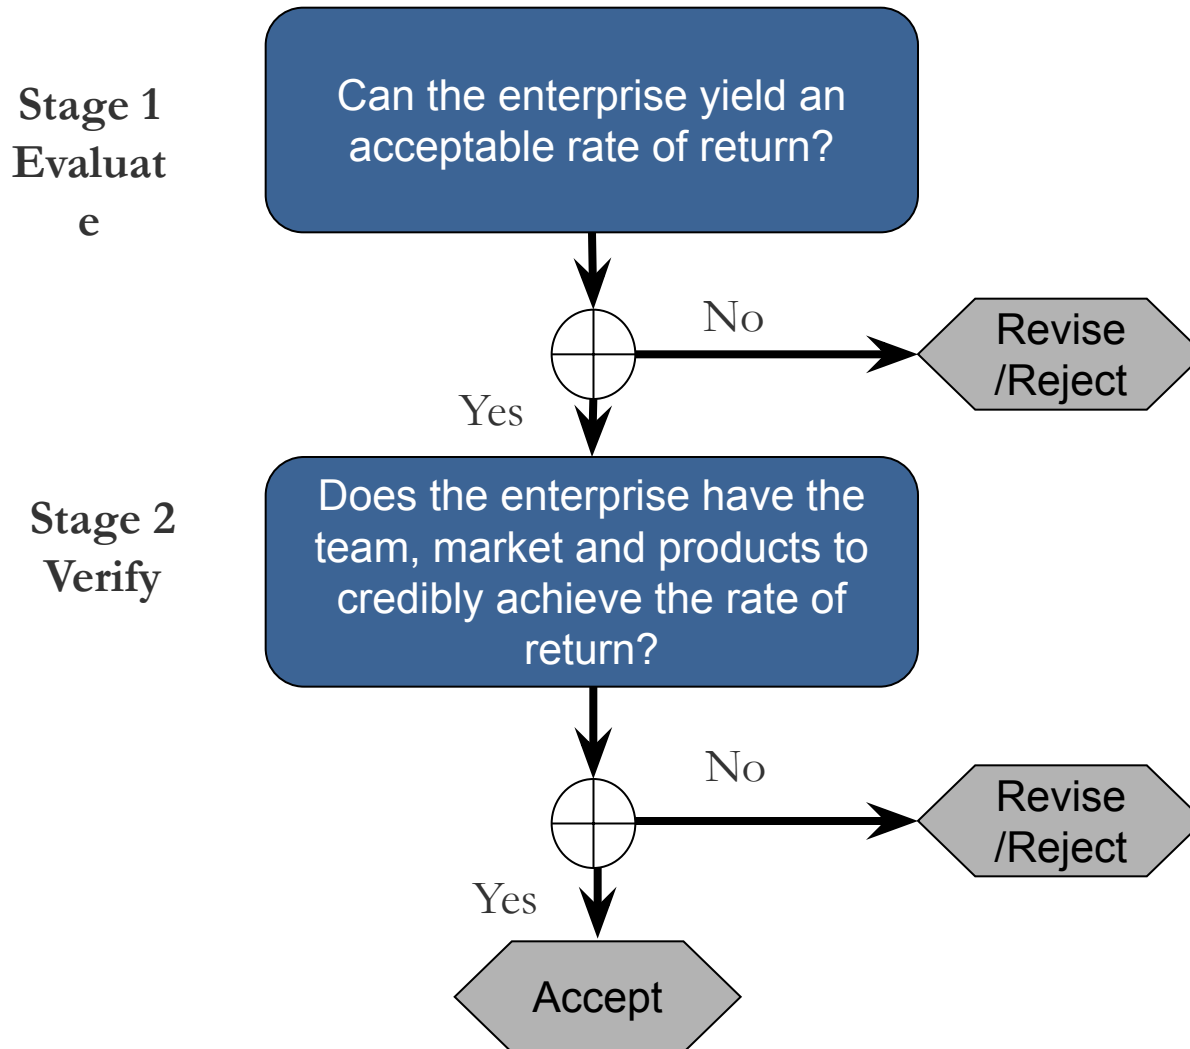 Stage 1
Evaluat
e
Can the enterprise yield an
acceptable rate of return?
No
Revise
/Reject
Yes
Stage 2
Verify
Does the enterprise have the
team, market and products to
credibly achieve the rate of
return?
No
Revise
/Reject
Yes
Accept